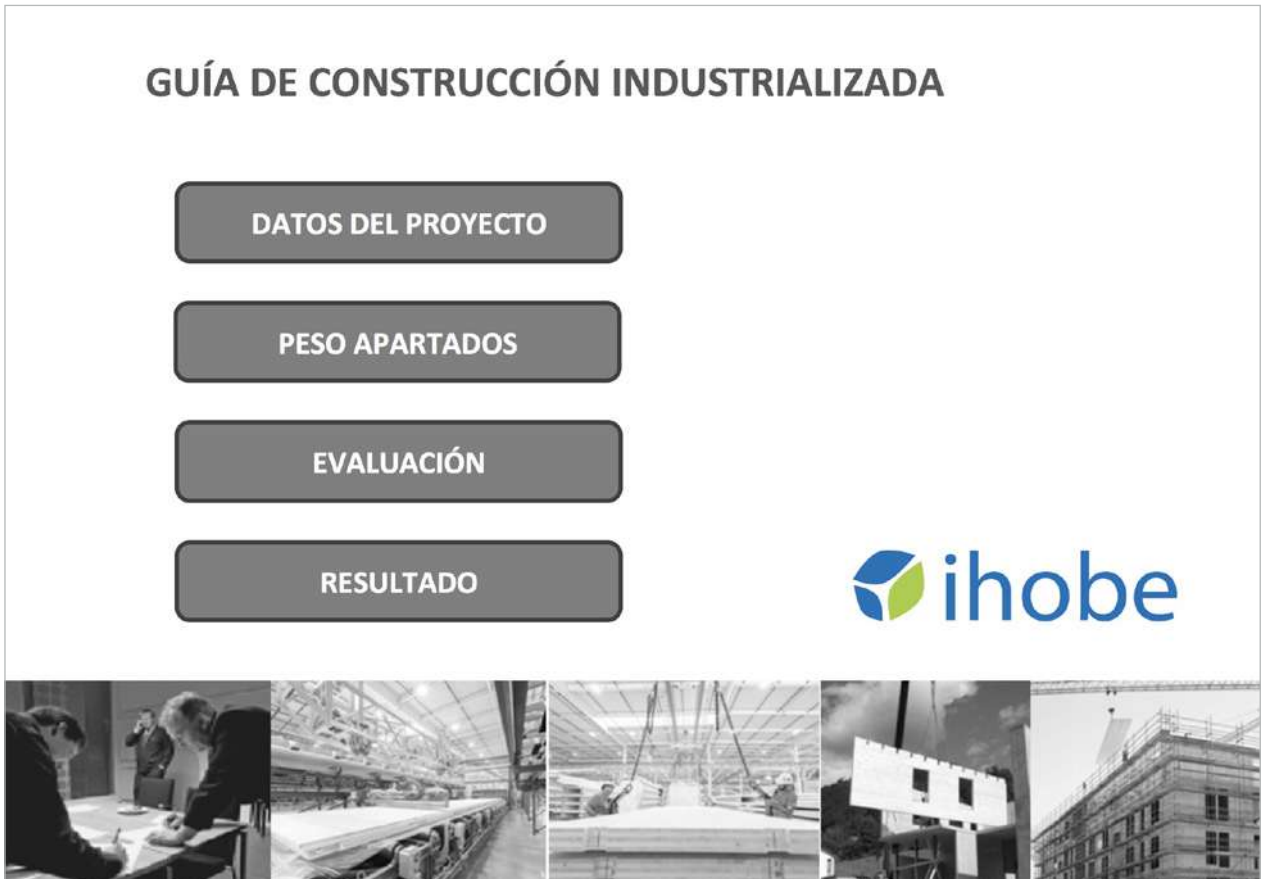 GUÍA DE CONSTRUCCIÓN INDUSTRIALIZADA
DATOS DEL PROYECTO
PESO APARTADOS
EVALUACIÓN
RESULTADO
ihobe